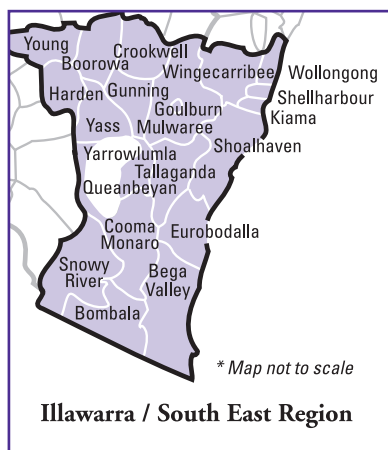 Young
Crookwell
Boorowa
Wingecarribee
Wollongong
Harden
Gunning
Shellharbour
Goulburn
Kiama
Yass
Mulwaree
Shoalhaven
Yarrowlumla
Tallaganda
Queanbeyan
Cooma
Monaro
Eurobodalla
Snowy
River
Bega
Valley
Bombala
* Map not to scale
Illawarra / South East Region